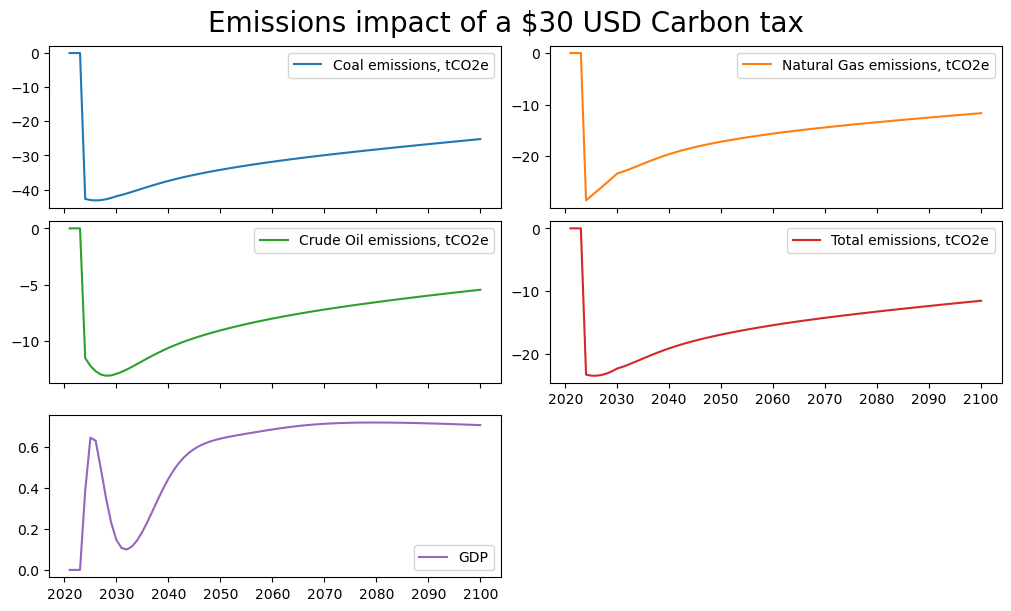 Emissions impact of a $30 USD Carbon tax
0
−10
−20
−30
−40
Coal emissions, tCO2e
0
−10
−20
Natural Gas emissions, tCO2e
0
−5
−10
Crude Oil emissions, tCO2e
0
−10
−20
Total emissions, tCO2e
2020 2030 2040 2050 2060 2070 2080 2090 2100
0.6
0.4
0.2
0.0
GDP
2020 2030 2040 2050 2060 2070 2080 2090 2100